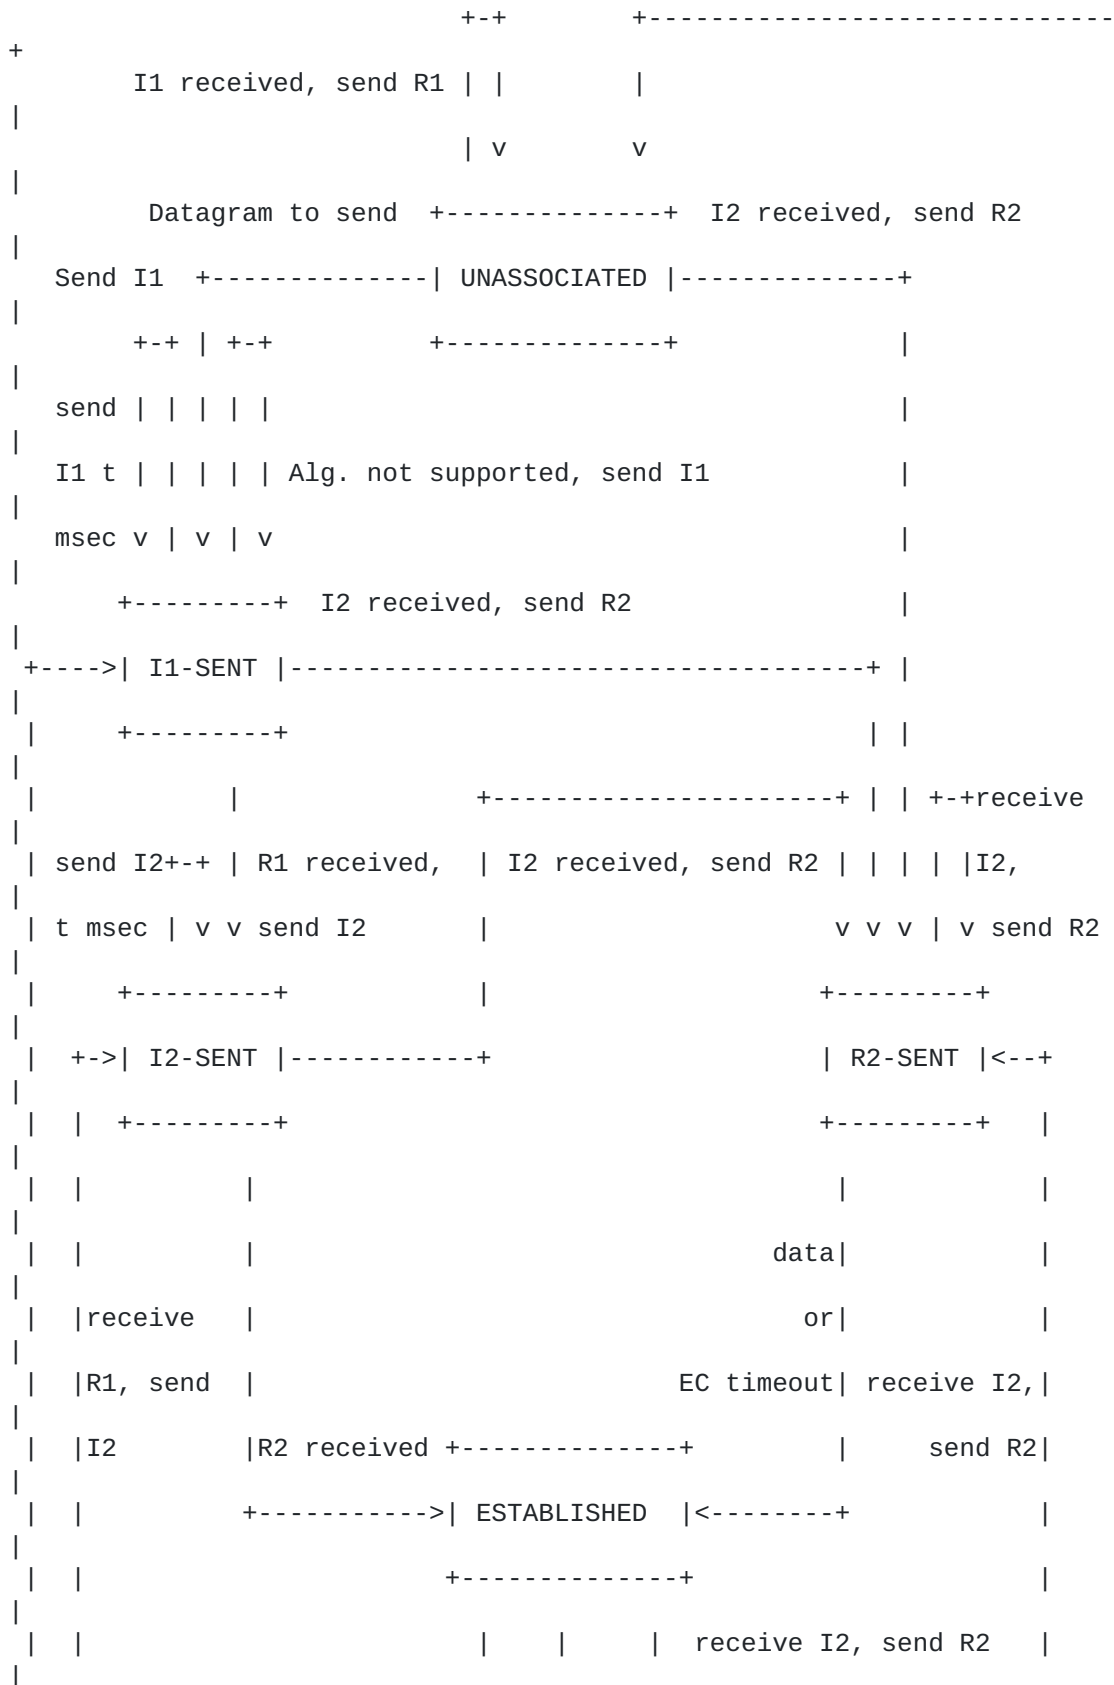 +-+        +------------------------------
+
        I1 received, send R1 | |        |
|
                             | v        v
|
         Datagram to send  +--------------+  I2 received, send R2
|
   Send I1  +--------------| UNASSOCIATED |--------------+
|
        +-+ | +-+          +--------------+              |
|
   send | | | | |                                        |
|
   I1 t | | | | | Alg. not supported, send I1            |
|
   msec v | v | v                                        |
|
       +---------+  I2 received, send R2                 |
|
 +---->| I1-SENT |-------------------------------------+ |
|
 |     +---------+                                     | |
|
 |            |               +----------------------+ | | +-+receive
|
 | send I2+-+ | R1 received,  | I2 received, send R2 | | | | |I2,
|
 | t msec | v v send I2       |                      v v v | v send R2
|
 |     +---------+            |                     +---------+
|
 |  +->| I2-SENT |------------+                     | R2-SENT |<--+
|
 |  |  +---------+                                  +---------+   |
|
 |  |          |                                     |            |
|
 |  |          |                                 data|            |
|
 |  |receive   |                                   or|            |
|
 |  |R1, send  |                           EC timeout| receive I2,|
|
 |  |I2        |R2 received +--------------+         |     send R2|
|
 |  |          +----------->| ESTABLISHED  |<--------+            |
|
 |  |                       +--------------+                      |
|
 |  |                         |    |     |  receive I2, send R2   |
|